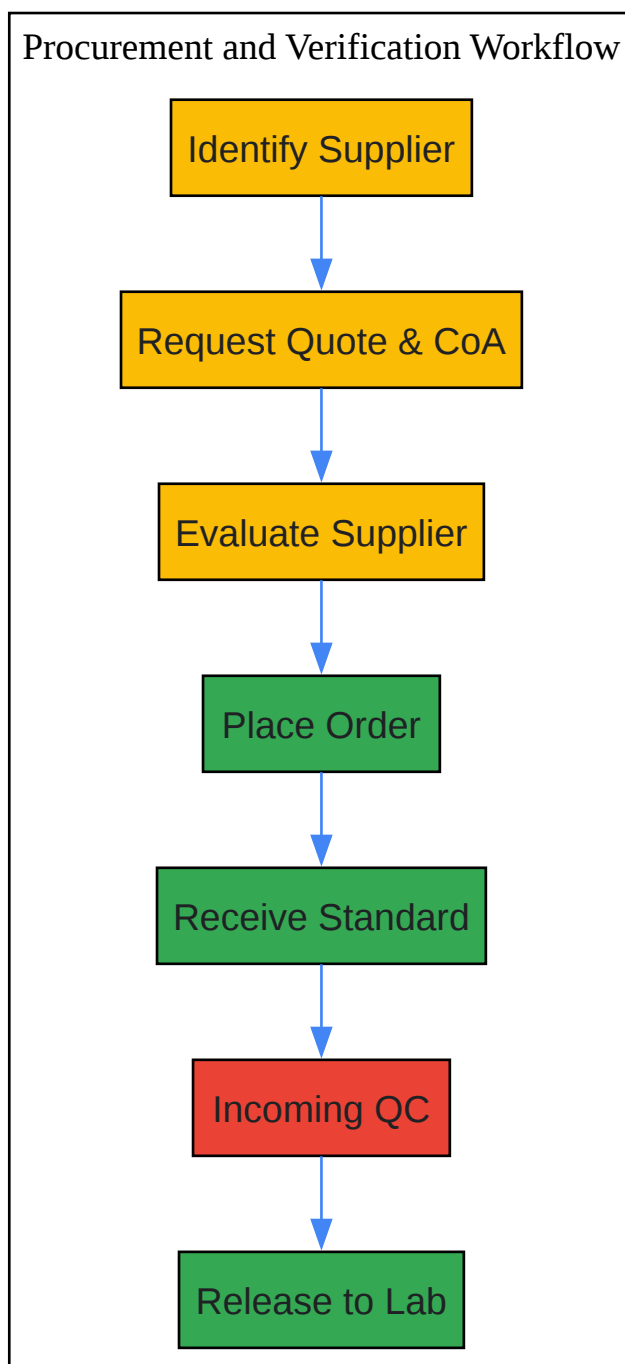 Procurement and Verification Workflow
Identify Supplier
Request Quote & CoA
Evaluate Supplier
Place Order
Receive Standard
Incoming QC
Release to Lab